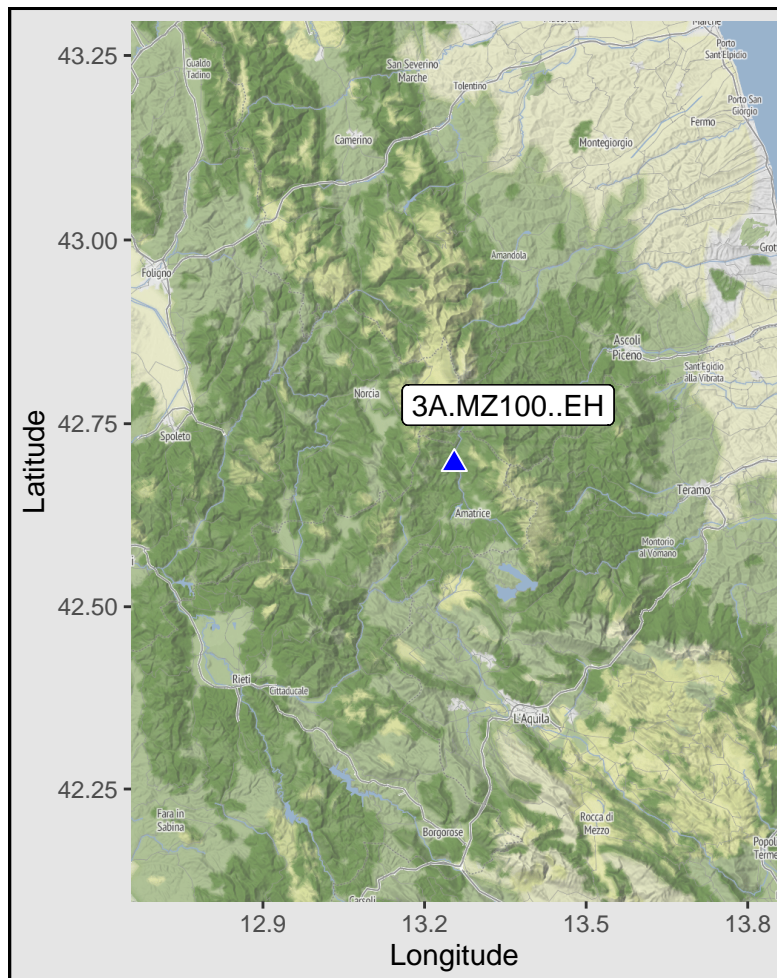 Marche
Porto
Sant'Elpidio
Gualdo
Tadino
San Severino
Marche
Tolentino
Porto San
Giorgio
Fermo
Camerino
Montegiorgio
Amandola
Foligno
Ascoli
Piceno
Sant'Egidio
alla Vibrata
Norcia
3A.MZ100..EH
Spoleto
Teramo
Amatrice
Montorio
al Vomano
Rieti
Cittaducale
L'Aquila
Fara in
Sabina
Rocca di
Mezzo
Borgorose
43.25
43.00
42.75
42.50
42.25
Latitude
12.9
13.2
13.5
13.8
Longitude